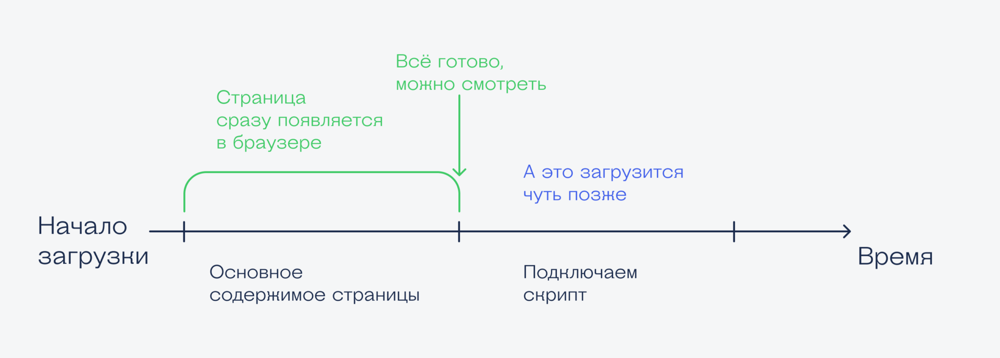 Всё готово,
можно смотреть
Страница
сразу появляется
в браузере
А это загрузится
чуть позже
Начало
загрузки
Время
Основное
содержимое страницы
Подключаем
скрипт